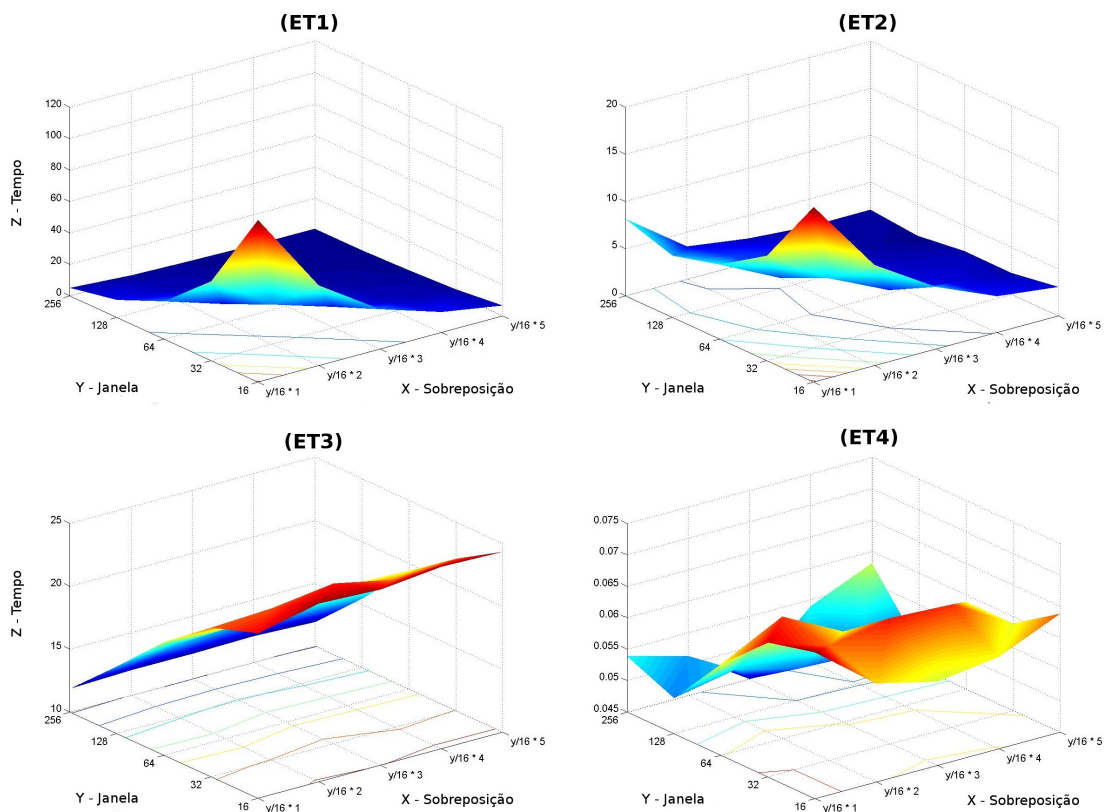 (ET1)
120
100
80
60
40
20
0
Z - Tempo
256
128
64
32
16
Y - Janela
y/16 * 1
y/16 * 2
y/16 * 3
y/16 * 4
y/16 * 5
X - Sobreposição
(ET2)
20
15
10
5
0
256
128
64
32
16
Y - Janela
y/16 * 1
y/16 * 2
y/16 * 3
y/16 * 4
y/16 * 5
X - Sobreposição
(ET3)
25
20
15
10
Z - Tempo
256
128
64
32
16
Y - Janela
y/16 * 1
y/16 * 2
y/16 * 3
y/16 * 4
y/16 * 5
X - Sobreposição
(ET4)
0.075
0.07
0.065
0.06
0.055
0.05
0.045
256
128
64
32
16
Y - Janela
y/16 * 1
y/16 * 2
y/16 * 3
y/16 * 4
y/16 * 5
X - Sobreposição